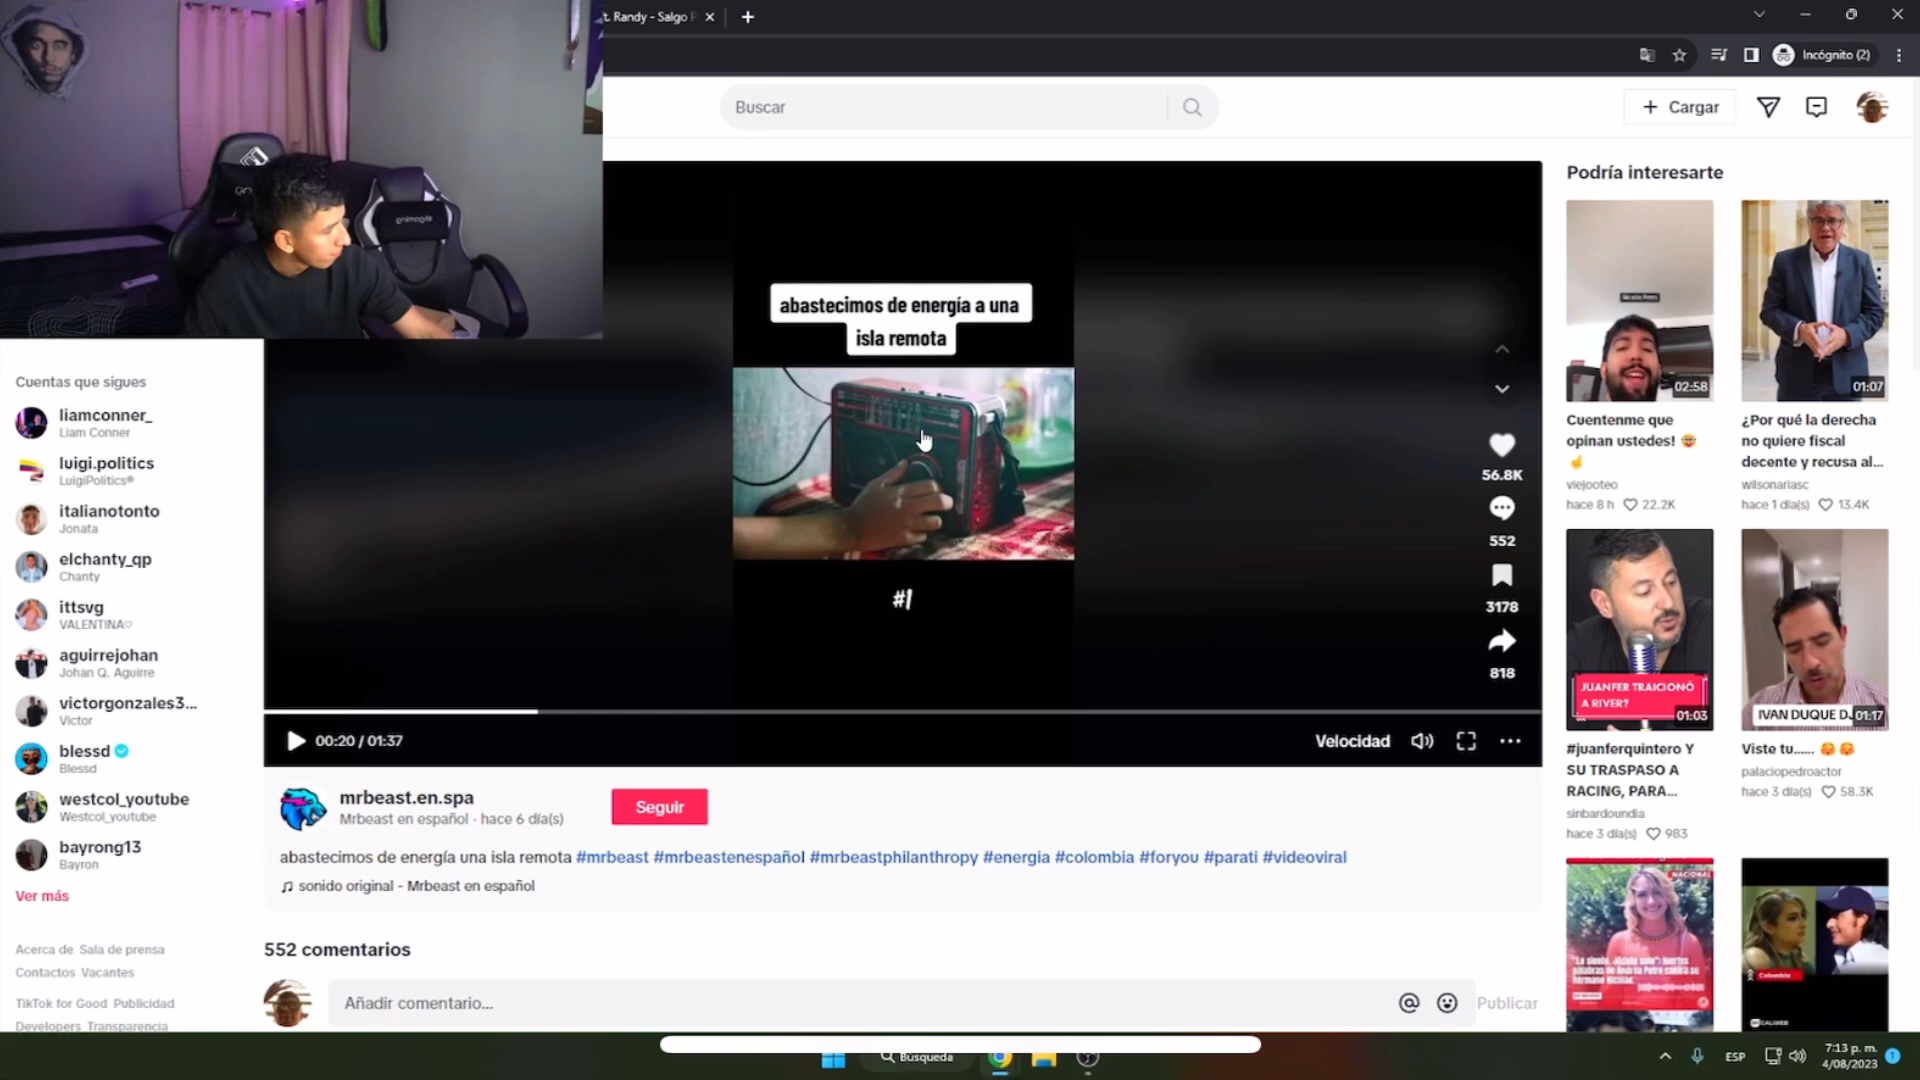 t. Randy - Salgo P
Incógnito (2)
Buscar
Cargar
Podría interesarte
abastecimos de energía a una
isla remota
#1
56.8K
552
3178
818
00:20 / 01:37
Velocidad
mrbeast.en.spa
Mrbeast en español · hace 6 día(s)
Seguir
abastecimos de energía una isla remota #mrbeast #mrbeastenespañol #mrbeastphilanthropy #energia #colombia #foryou #parati #videoviral
sonido original - Mrbeast en español
552 comentarios
Añadir comentario...
Publicar
Cuentas que sigues
liamconner_
Liam Conner
luigi.politics
LuigiPolitics®
italianotonto
Jonata
elchanty_qp
Chanty
ittsvg
VALENTINA♡
aguirrejohan
Johan Q. Aguirre
victorgonzales3...
Victor
blessd
Blessd
westcol_youtube
Westcol_youtube
bayrong13
Bayron
Ver más
Acerca de Sala de prensa
Contactos Vacantes
TikTok for Good Publicidad
Developers Transparencia
02:58
Cuentenme que
opinan ustedes!
viejooteo
hace 8 h 22.2K
01:07
¿Por qué la derecha
no quiere fiscal
decente y recusa al...
wilsonariasc
hace 1 día(s) 13.4K
JUANFER TRAICIONÓ
A RIVER?
01:03
#juanferquintero Y
SU TRASPASO A
RACING, PARA...
sinbardoundia
hace 3 día(s) 983
IVAN DUQUE D
01:17
Viste tu......
palaciopedroactor
hace 3 día(s) 58.3K
NACIONAL
Colombia
Búsqueda
ESP
7:13 p. m.
4/08/2023
1